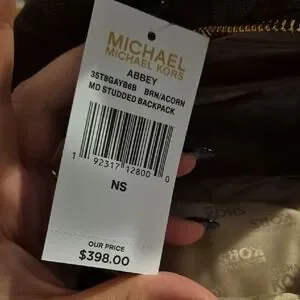 MICHAEL
MICHAEL KORS
ABBEY
35T8GAYB6B BRN/ACORN
MD STUDDED BACKPACK
1 92317 12800 0
NS
OUR PRICE
$398.00
KORS